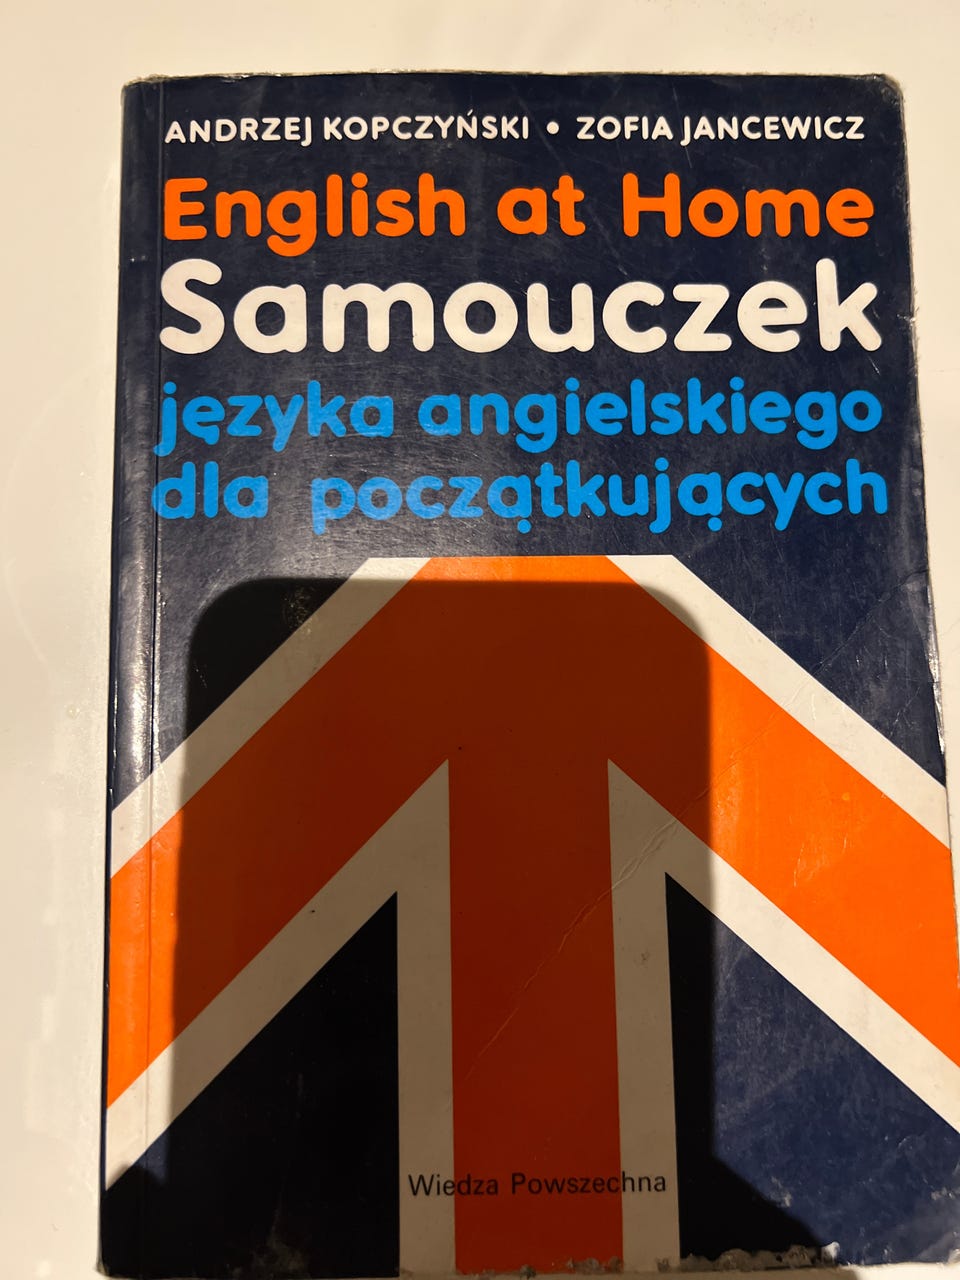 ANDRZEJ KOPCZYŃSKI • ZOFIA JANCEWICZ
English at Home
Samouczek
języka angielskiego
dla początkujących
Wiedza Powszechna